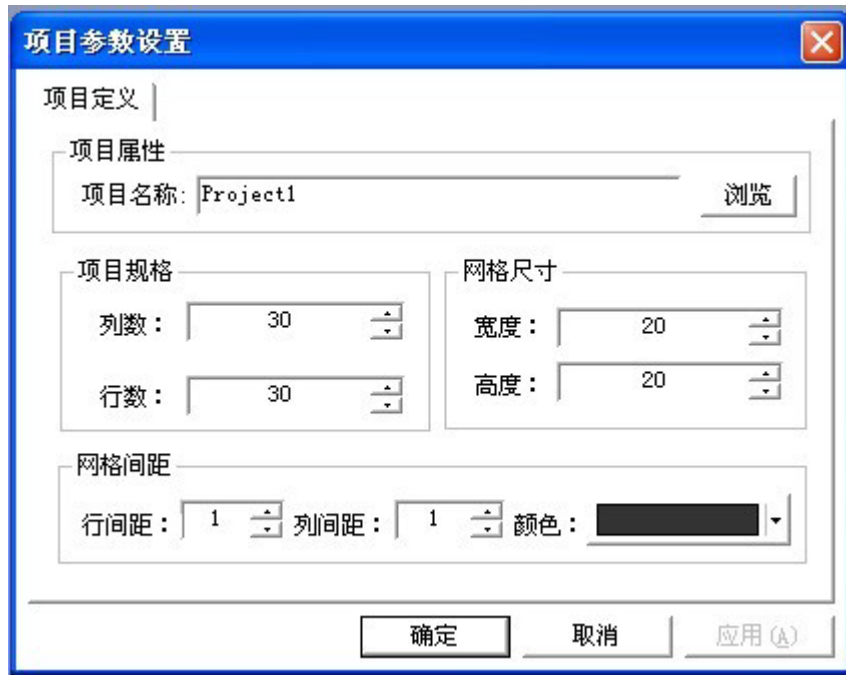 项目参数设置
项目定义
项目属性
项目名称: Project1 浏览
项目规格
列数： 30
行数： 30
网格尺寸
宽度： 20
高度： 20
网格间距
行间距： 1 列间距： 1 颜色：
确定 取消 应用(A)